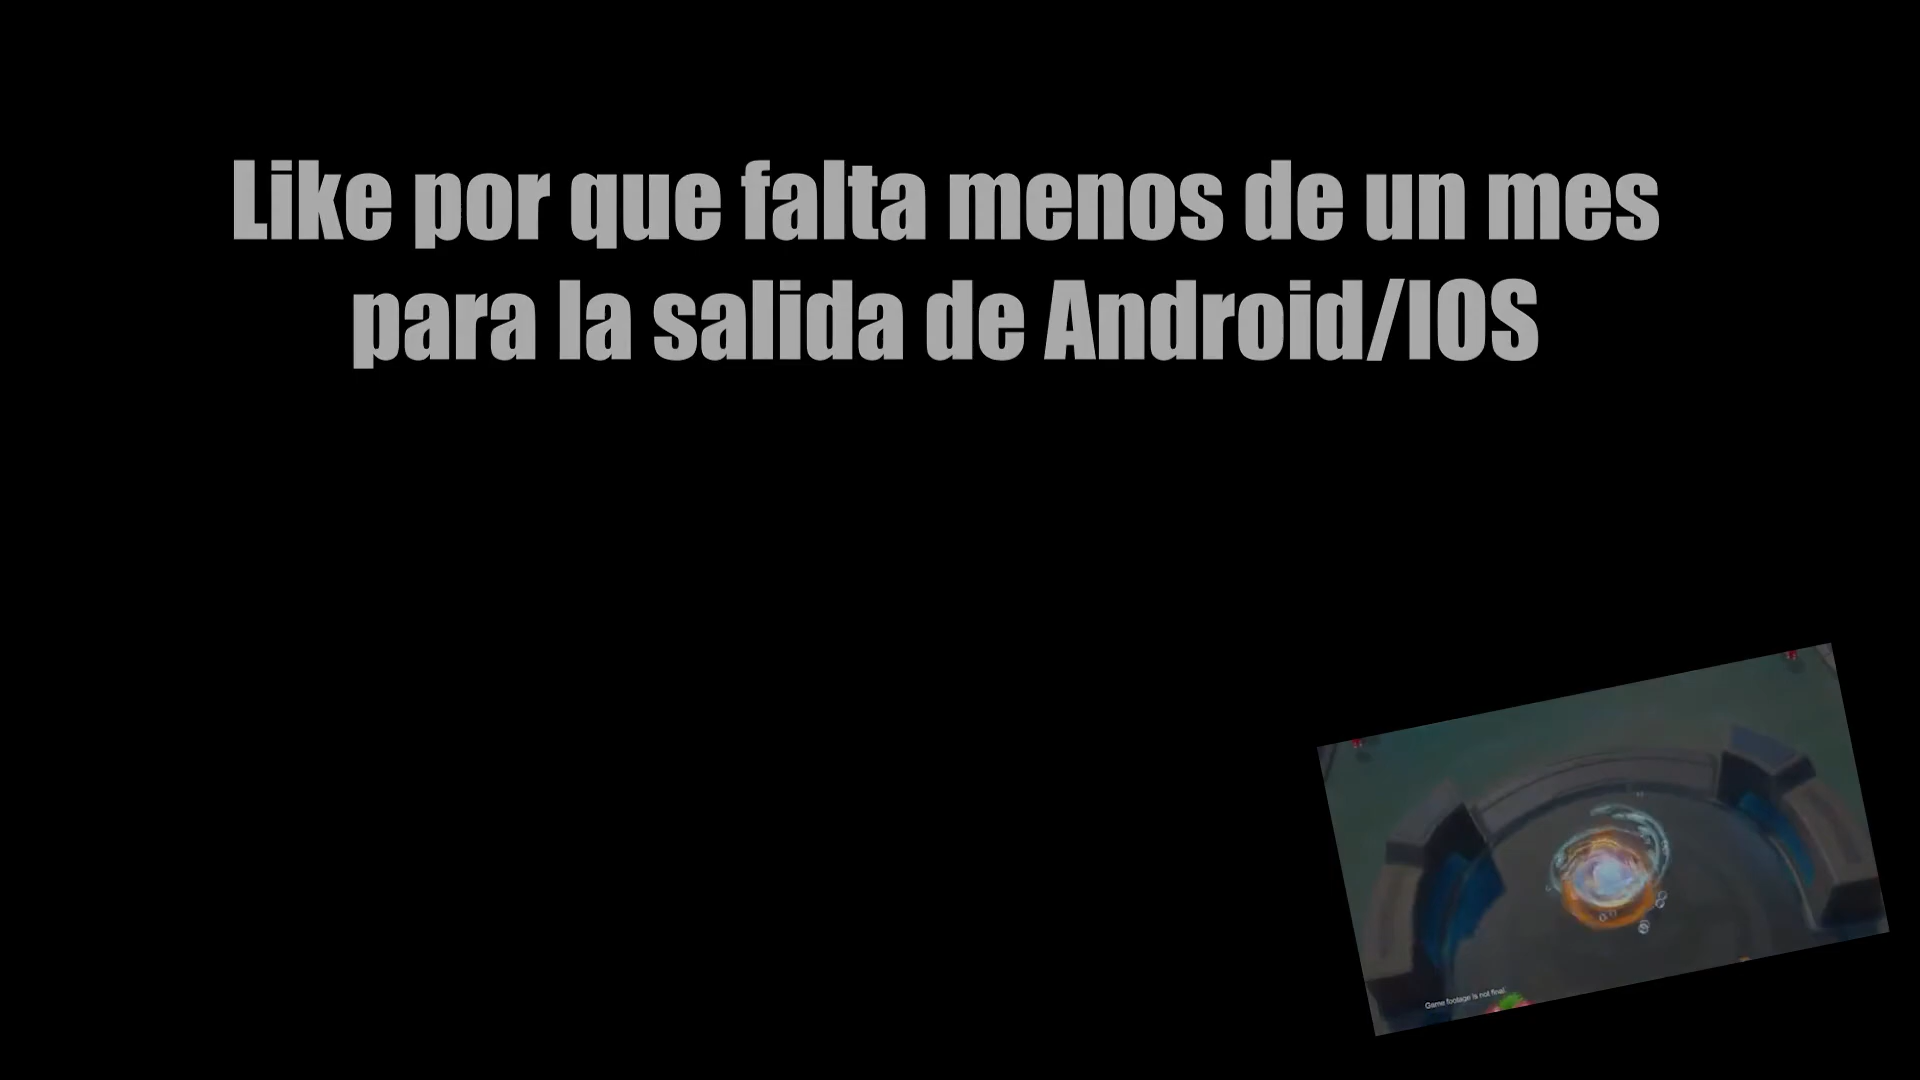 Like por que falta menos de un mes
para la salida de Android/IOS
Game footage is not final.